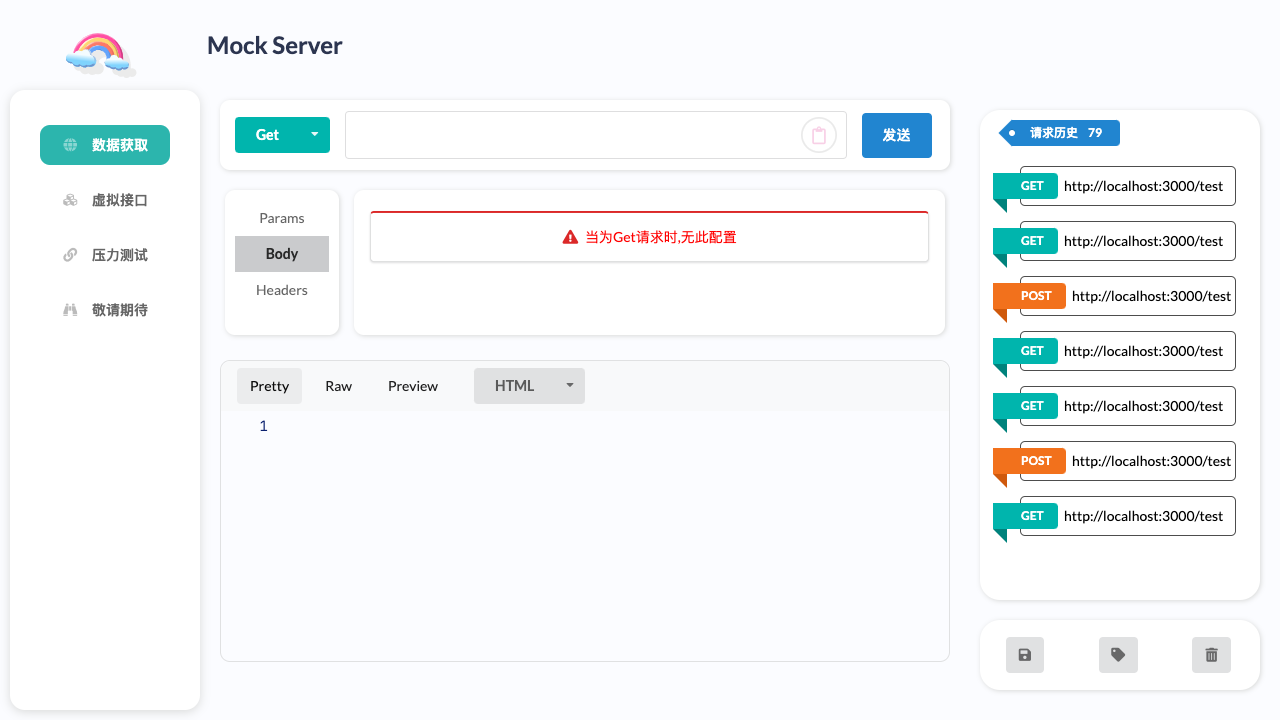 Mock Server
数据获取
虚拟接口
压力测试
敬请期待
Get
发送
Params
Body
Headers
当为Get请求时,无此配置
Pretty Raw Preview HTML
1
请求历史 79
GET http://localhost:3000/test
GET http://localhost:3000/test
POST http://localhost:3000/test
GET http://localhost:3000/test
GET http://localhost:3000/test
POST http://localhost:3000/test
GET http://localhost:3000/test